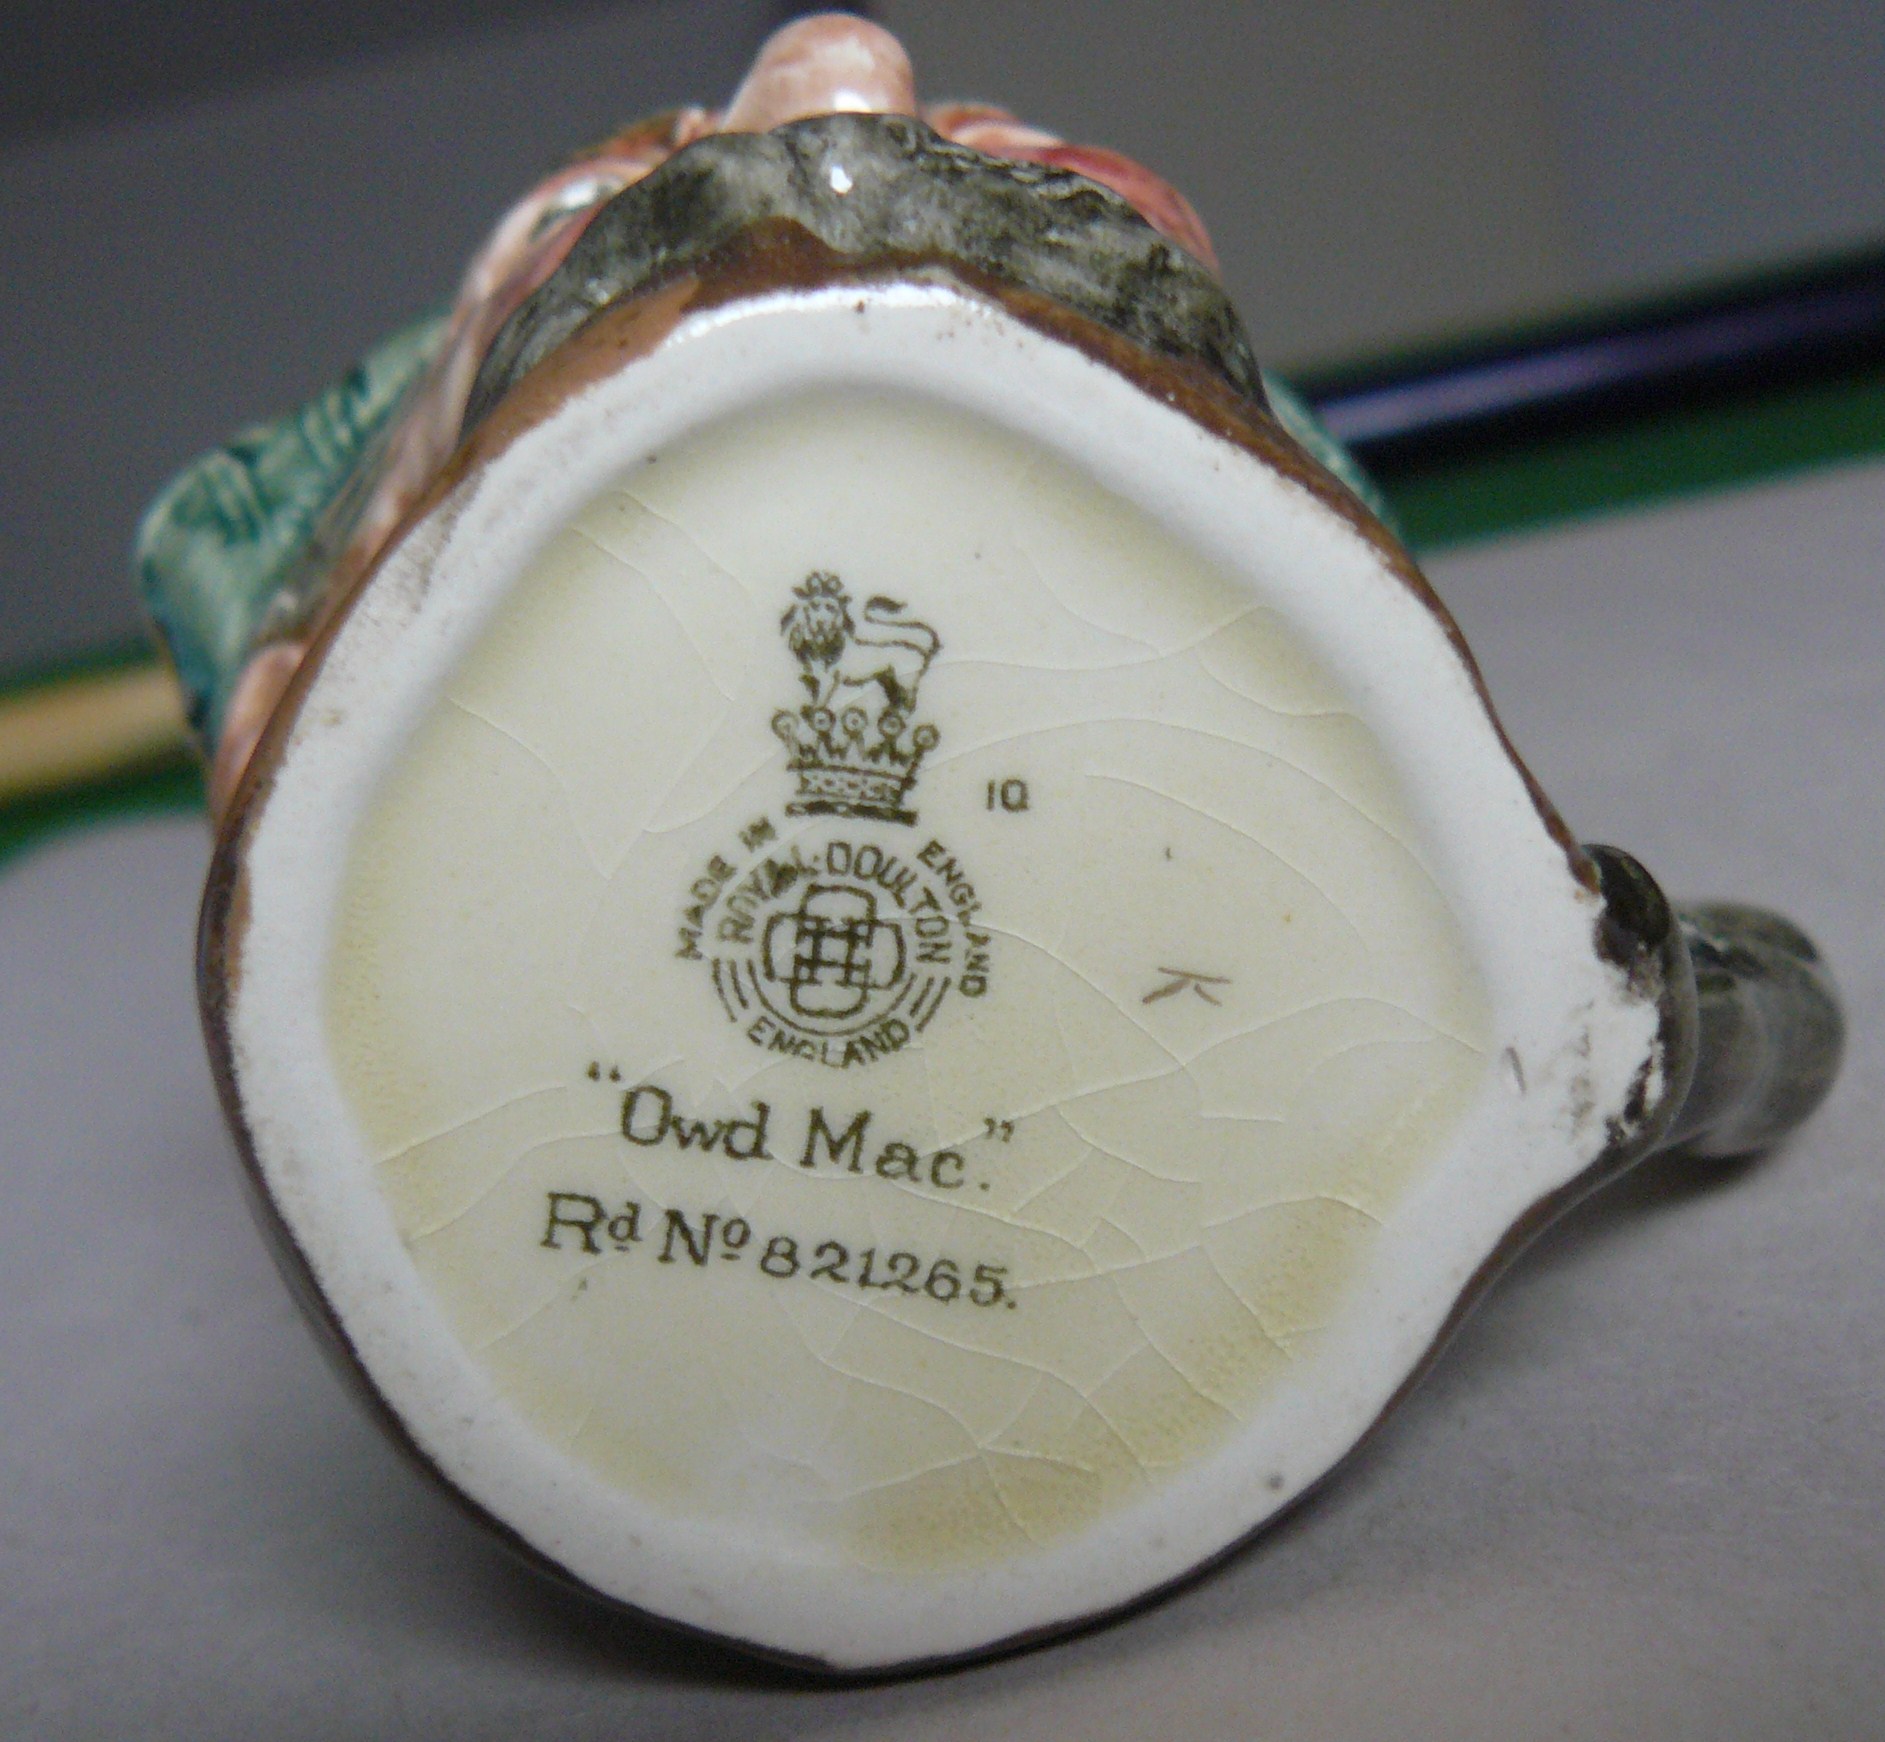 10
MADE IN ENGLAND
ROYAL·DOULTON
ENGLAND
K
"Owd Mac."
Rd No 821265.